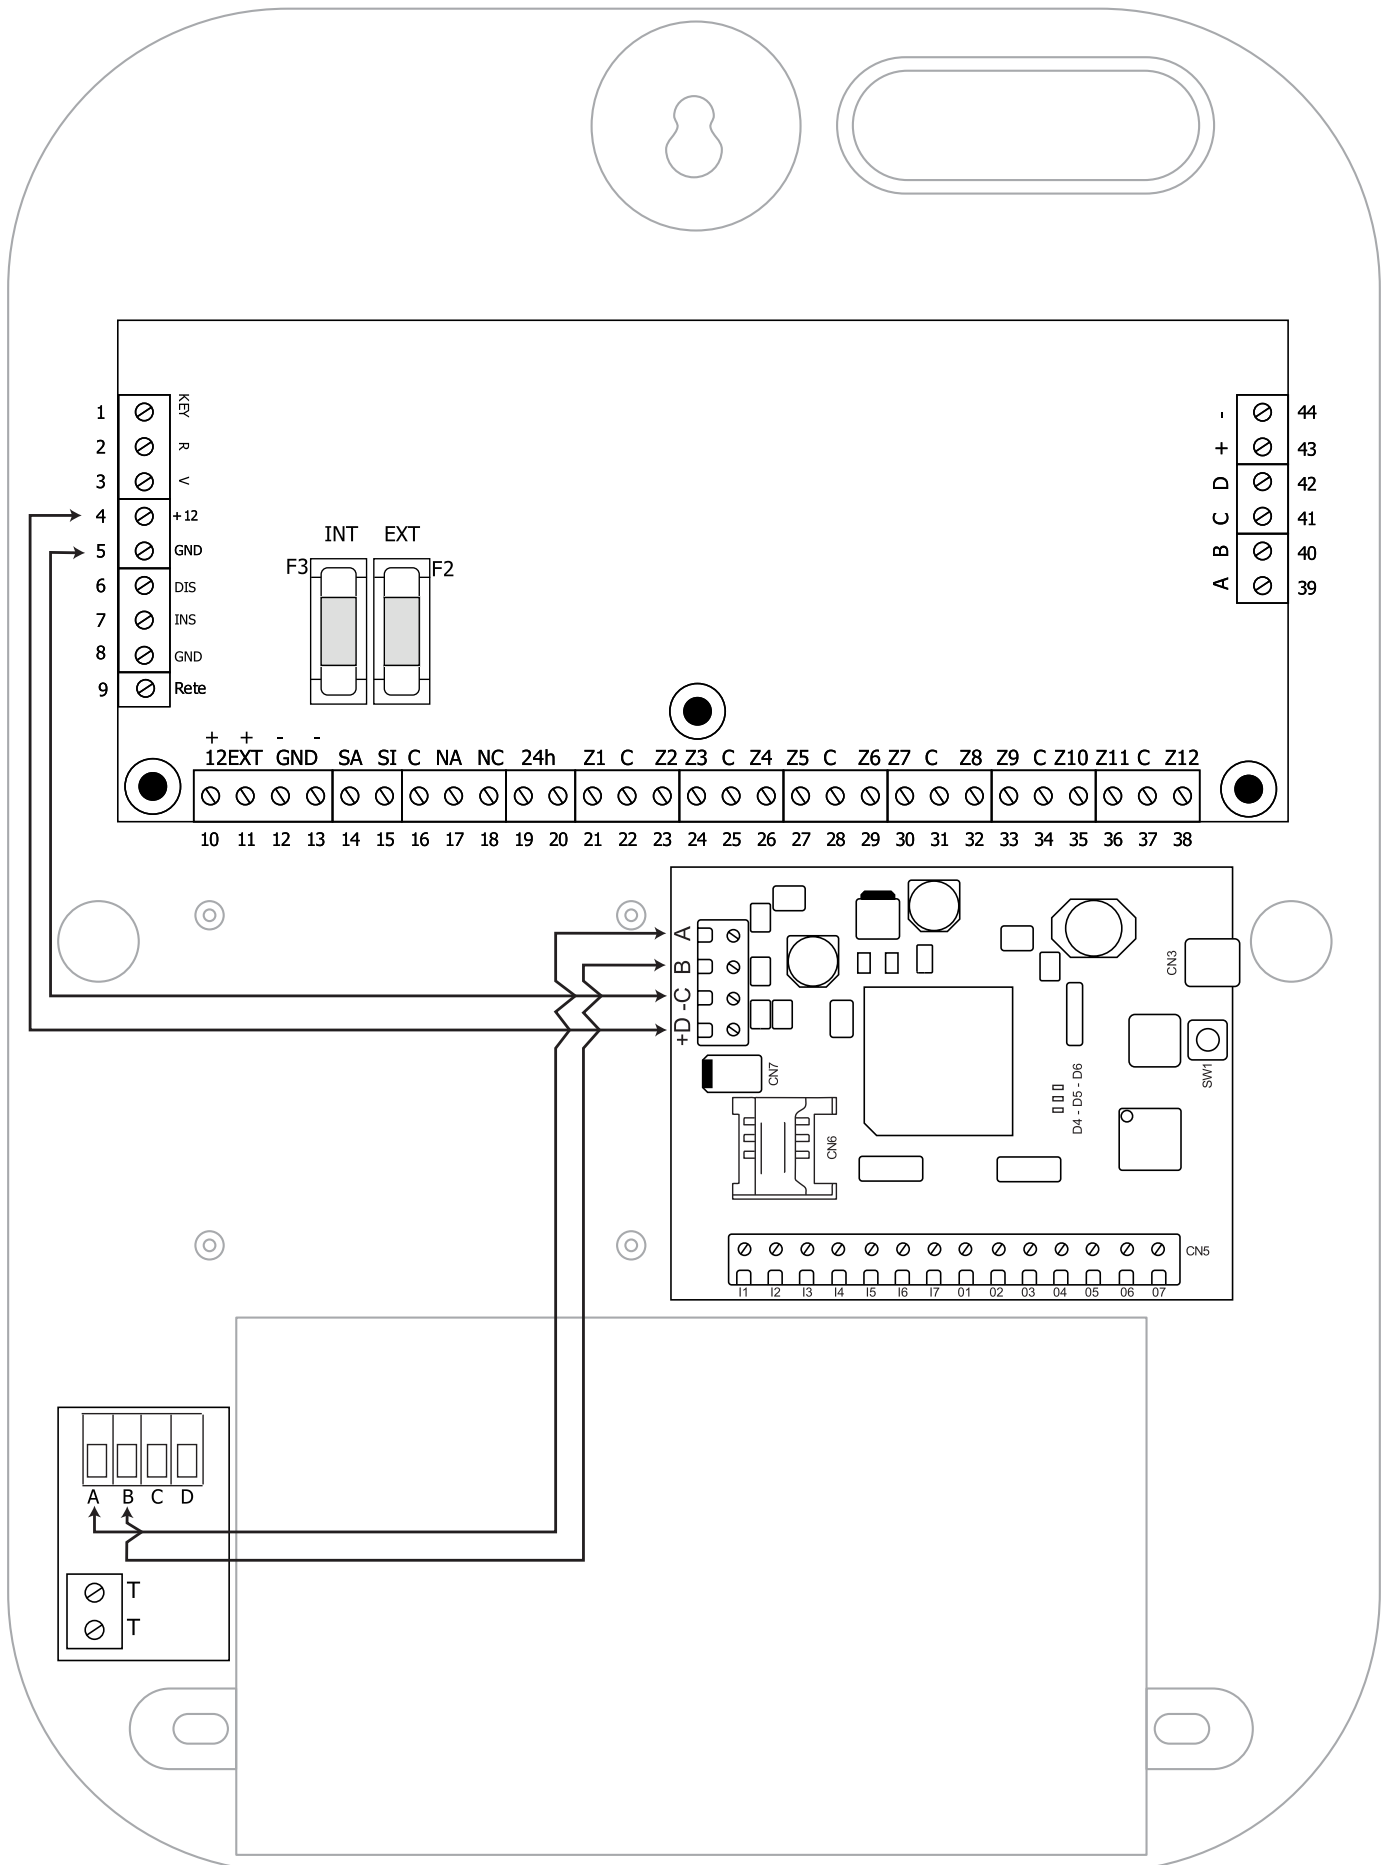 1 KEY
2 R
3 V
4 +12
5 GND
6 DIS
7 INS
8 GND
9 Rete
- 44
+ 43
D 42
C 41
B 40
A 39
INT EXT
F3 F2
+ + - -
12EXT GND SA SI C NA NC 24h Z1 C Z2 Z3 C Z4 Z5 C Z6 Z7 C Z8 Z9 C Z10 Z11 C Z12
10 11 12 13 14 15 16 17 18 19 20 21 22 23 24 25 26 27 28 29 30 31 32 33 34 35 36 37 38
A
B
-C
+D
CN3
SW1
CN7
D4 - D5 - D6
CN6
CN5
I1 I2 I3 I4 I5 I6 I7 01 02 03 04 05 06 07
A B C D
T
T